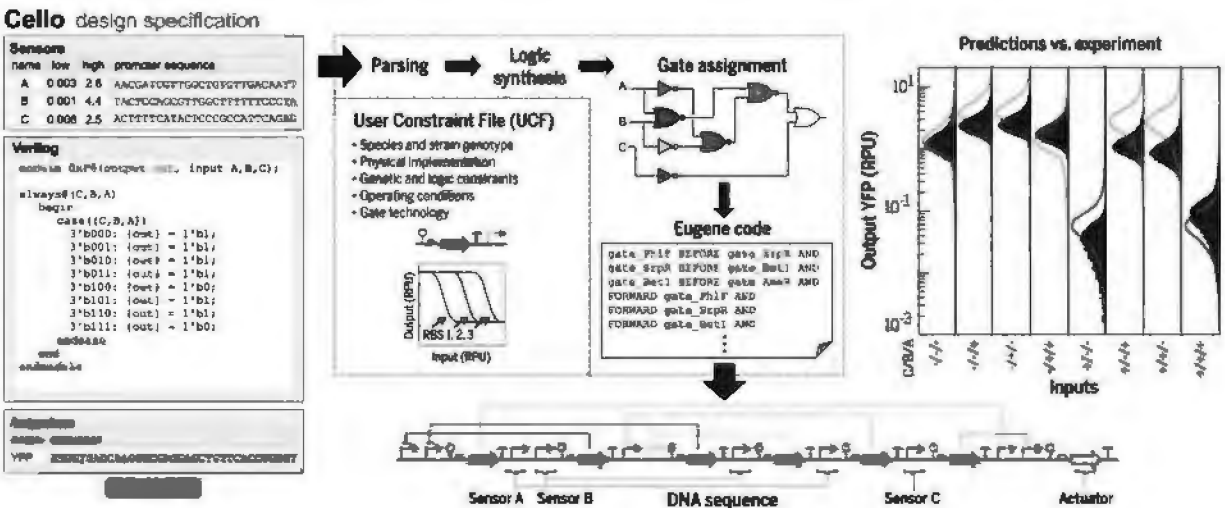 Cello design specification
Sensors
name low high promoter sequence
A 0.003 2.8
B 0.001 4.4
C 0.008 2.5
Verilog
input A,B,C);
always@(C,B,A)
begin
case({C,B,A})
3'b000: {out} = 1'b1;
3'b001: {out} = 1'b1;
3'b010: {out} = 1'b1;
3'b011: {out} = 1'b1;
3'b100: {out} = 1'b0;
3'b101: {out} = 1'b1;
3'b110: {out} = 1'b1;
3'b111: {out} = 1'b0;
endcase
end
endmodule
YFP
Parsing
Logic
synthesis
Gate assignment
A
B
C
User Constraint File (UCF)
• Species and strain genotype
• Physical implementation
• Genetic and logic constraints
• Operating conditions
• Gate technology
Output (RPU)
RBS 1, 2, 3
Input (RPU)
Eugene code
gate_PhlF BEFORE gate_SrpR AND
gate_SrpR BEFORE gate_BetI AND
gate_BetI BEFORE gate_AmeR AND
FORWARD gate_PhlF AND
FORWARD gate_SrpR AND
FORWARD gate_BetI AND
Sensor A Sensor B DNA sequence Sensor C Actuator
Predictions vs. experiment
Output YFP (RPU)
10¹
10⁻¹
10⁻³
C/B/A -/-/- -/-/+ -/+/- -/+/+ +/-/- +/-/+ +/+/- +/+/+
Inputs